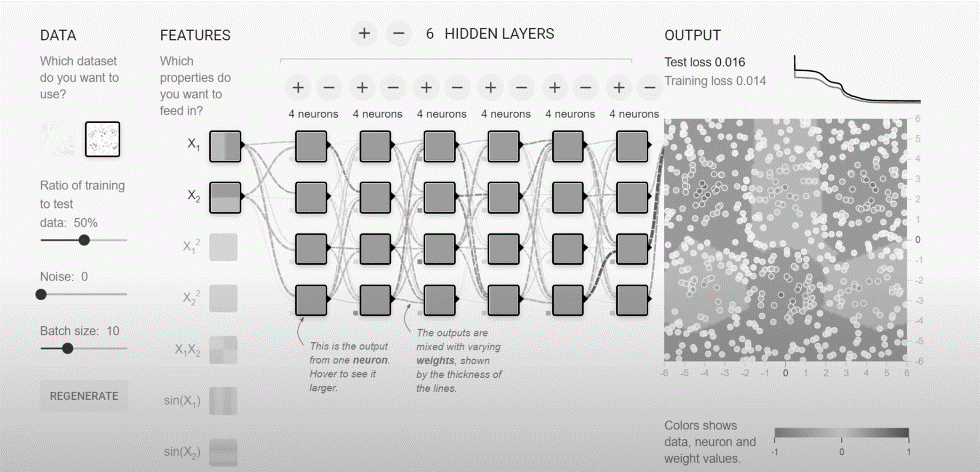 DATA
Which dataset
do you want to
use?
Ratio of training
to test
data: 50%
Noise: 0
Batch size: 10
REGENERATE
FEATURES
Which
properties do
you want to
feed in?
X1
X2
X1²
X2²
X1X2
sin(X1)
sin(X2)
6 HIDDEN LAYERS
4 neurons
4 neurons
4 neurons
4 neurons
4 neurons
4 neurons
This is the output
from one neuron.
Hover to see it
larger.
The outputs are
mixed with varying
weights, shown
by the thickness of
the lines.
OUTPUT
Test loss 0.016
Training loss 0.014
6
5
4
3
2
1
0
-1
-2
-3
-4
-5
-6
-6 -5 -4 -3 -2 -1 0 1 2 3 4 5 6
Colors shows
data, neuron and
weight values.
-1 0 1